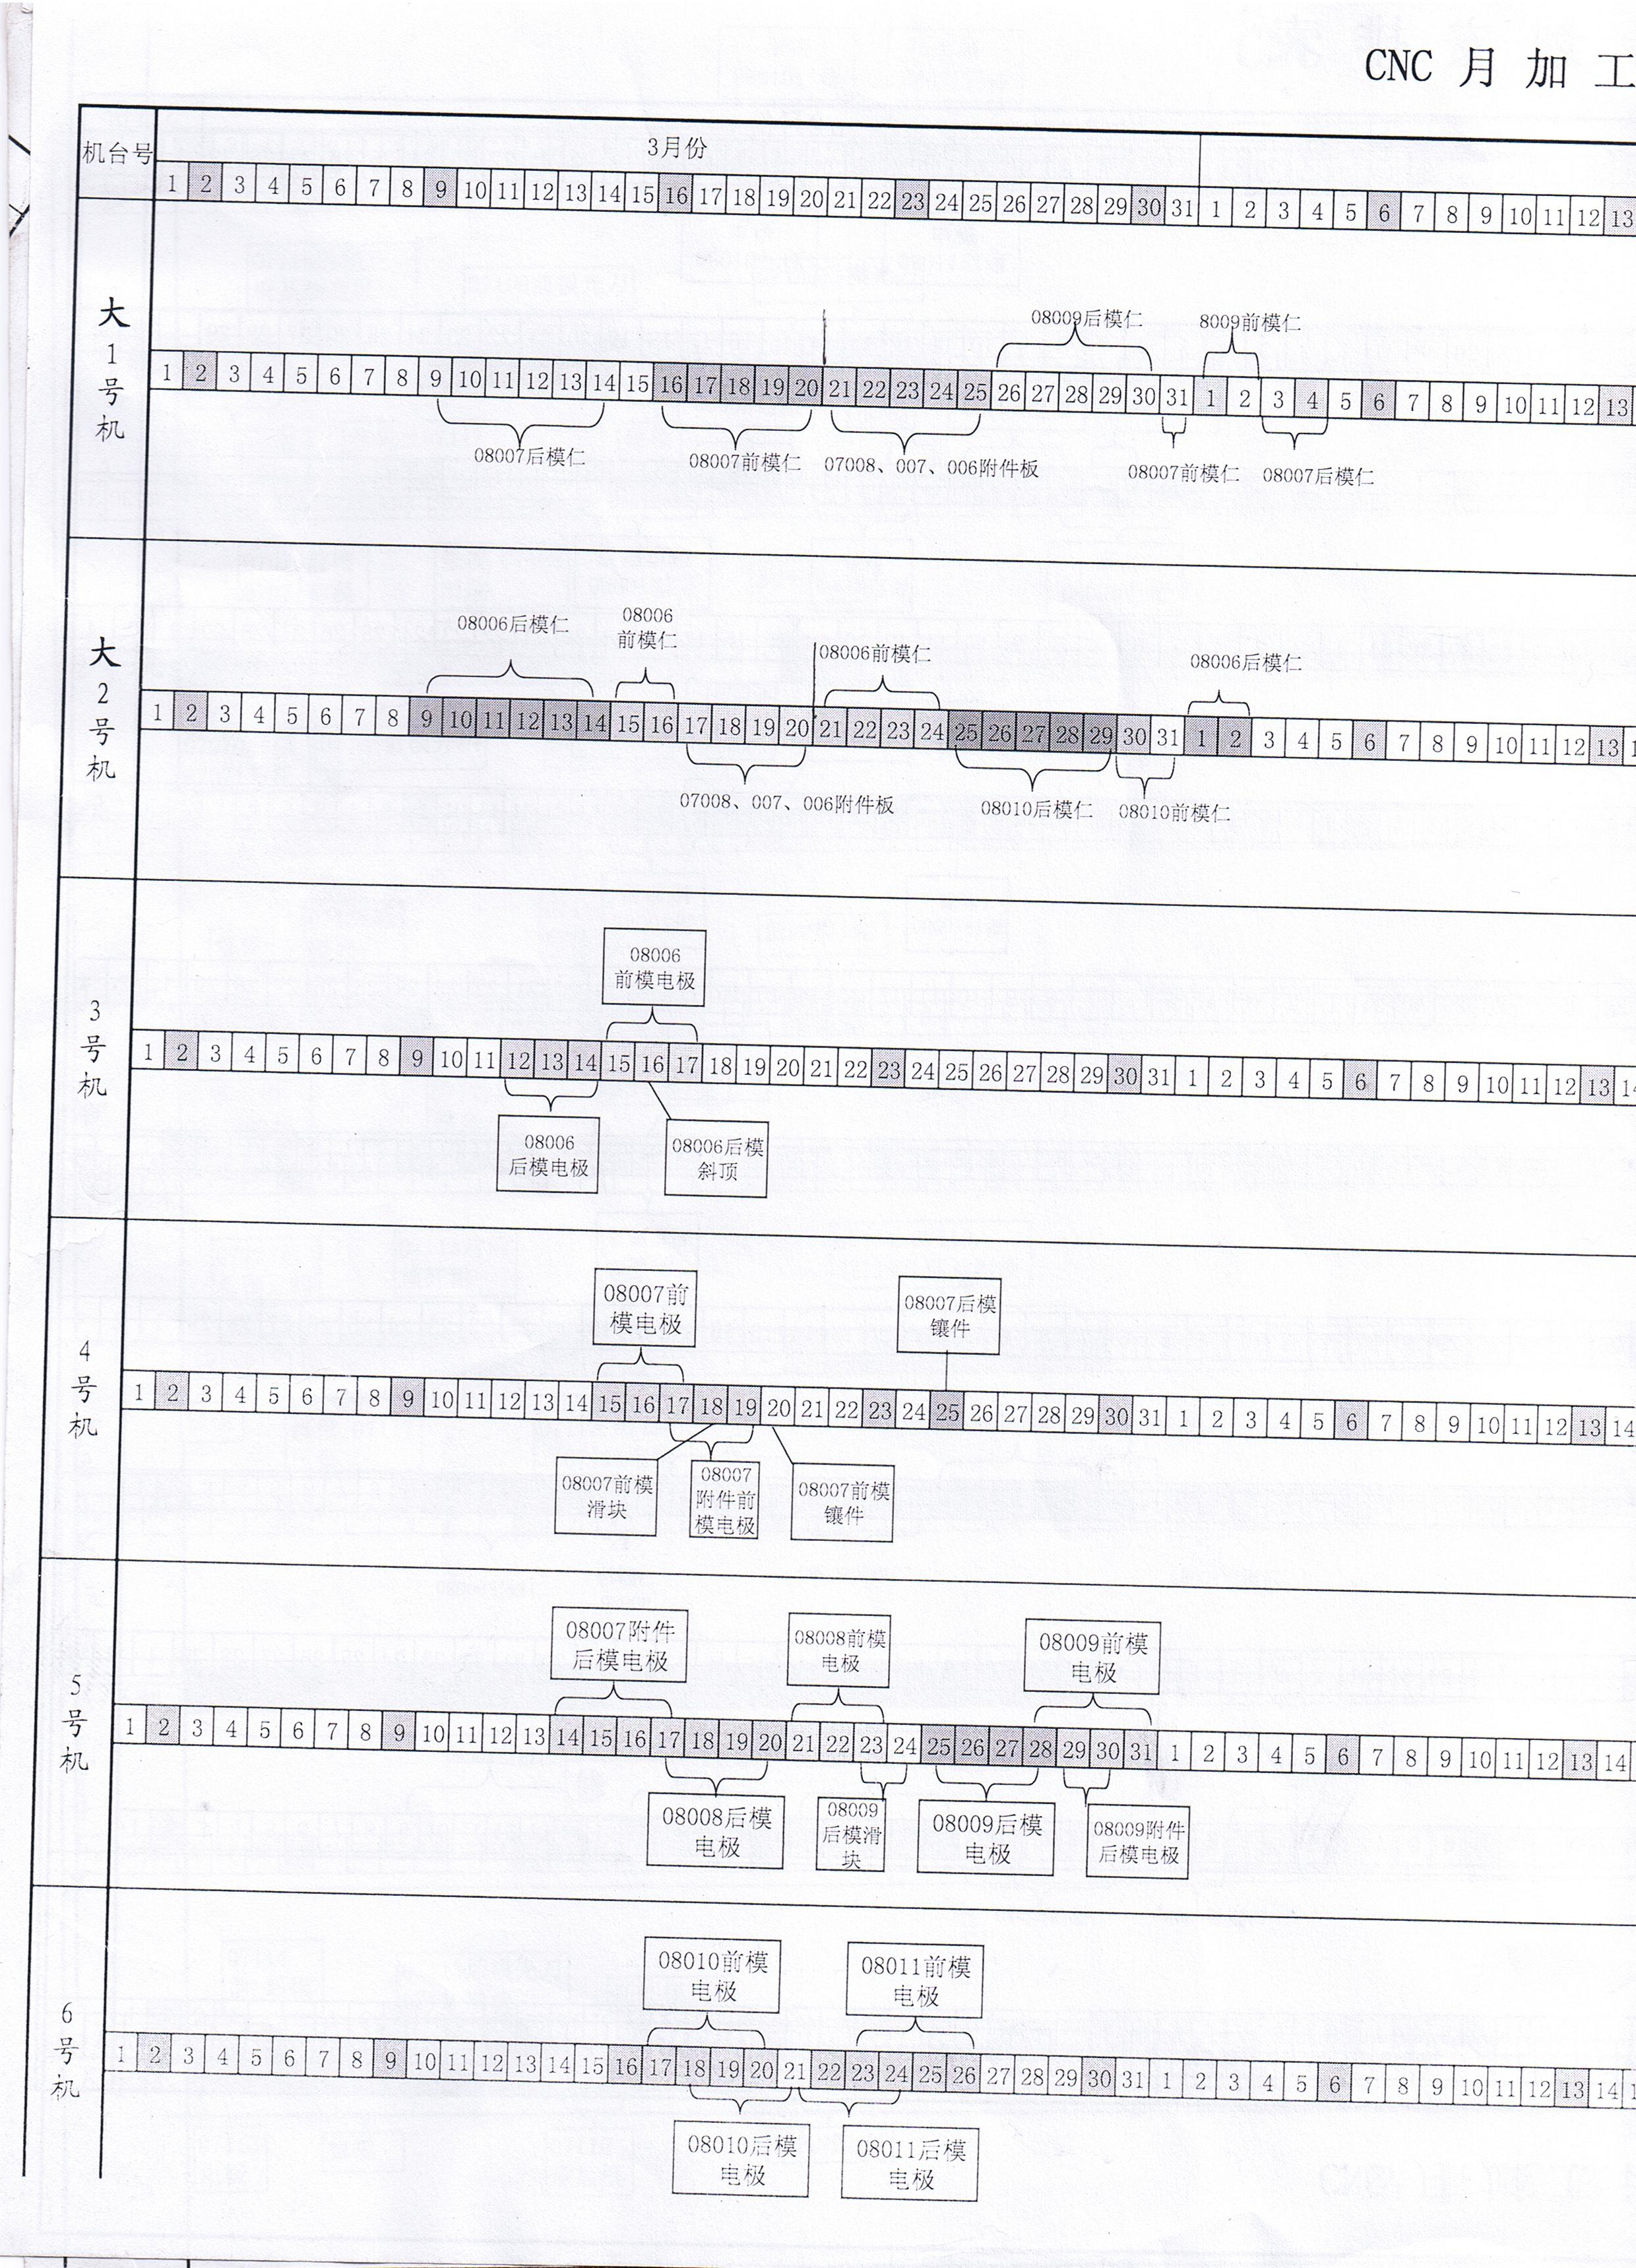 CNC 月 加 工
机台号
3月份
1 2 3 4 5 6 7 8 9 10 11 12 13 14 15 16 17 18 19 20 21 22 23 24 25 26 27 28 29 30 31 1 2 3 4 5 6 7 8 9 10 11 12 13
大1号机
08009后模仁 8009前模仁
1 2 3 4 5 6 7 8 9 10 11 12 13 14 15 16 17 18 19 20 21 22 23 24 25 26 27 28 29 30 31 1 2 3 4 5 6 7 8 9 10 11 12 13
08007后模仁 08007前模仁 07008、007、006附件板 08007前模仁 08007后模仁
大2号机
08006后模仁
08006
前模仁
08006前模仁 08006后模仁
1 2 3 4 5 6 7 8 9 10 11 12 13 14 15 16 17 18 19 20 21 22 23 24 25 26 27 28 29 30 31 1 2 3 4 5 6 7 8 9 10 11 12 13
07008、007、006附件板 08010后模仁 08010前模仁
3号机
08006
前模电极
1 2 3 4 5 6 7 8 9 10 11 12 13 14 15 16 17 18 19 20 21 22 23 24 25 26 27 28 29 30 31 1 2 3 4 5 6 7 8 9 10 11 12 13 14
08006
后模电极
08006后模
斜顶
4号机
08007前
模电极
08007后模
镶件
1 2 3 4 5 6 7 8 9 10 11 12 13 14 15 16 17 18 19 20 21 22 23 24 25 26 27 28 29 30 31 1 2 3 4 5 6 7 8 9 10 11 12 13 14
08007前模
滑块
08007
附件前
模电极
08007前模
镶件
5号机
08007附件
后模电极
08008前模
电极
08009前模
电极
1 2 3 4 5 6 7 8 9 10 11 12 13 14 15 16 17 18 19 20 21 22 23 24 25 26 27 28 29 30 31 1 2 3 4 5 6 7 8 9 10 11 12 13 14
08008后模
电极
08009
后模滑
块
08009后模
电极
08009附件
后模电极
6号机
08010前模
电极
08011前模
电极
1 2 3 4 5 6 7 8 9 10 11 12 13 14 15 16 17 18 19 20 21 22 23 24 25 26 27 28 29 30 31 1 2 3 4 5 6 7 8 9 10 11 12 13 14
08010后模
电极
08011后模
电极